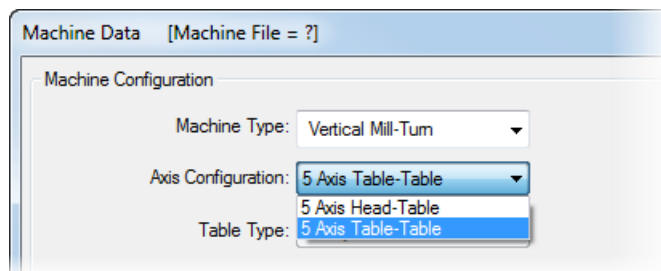 Machine Data [Machine File = ?]
Machine Configuration
Machine Type: Vertical Mill-Turn
Axis Configuration: 5 Axis Table-Table
5 Axis Head-Table
Table Type: 5 Axis Table-Table